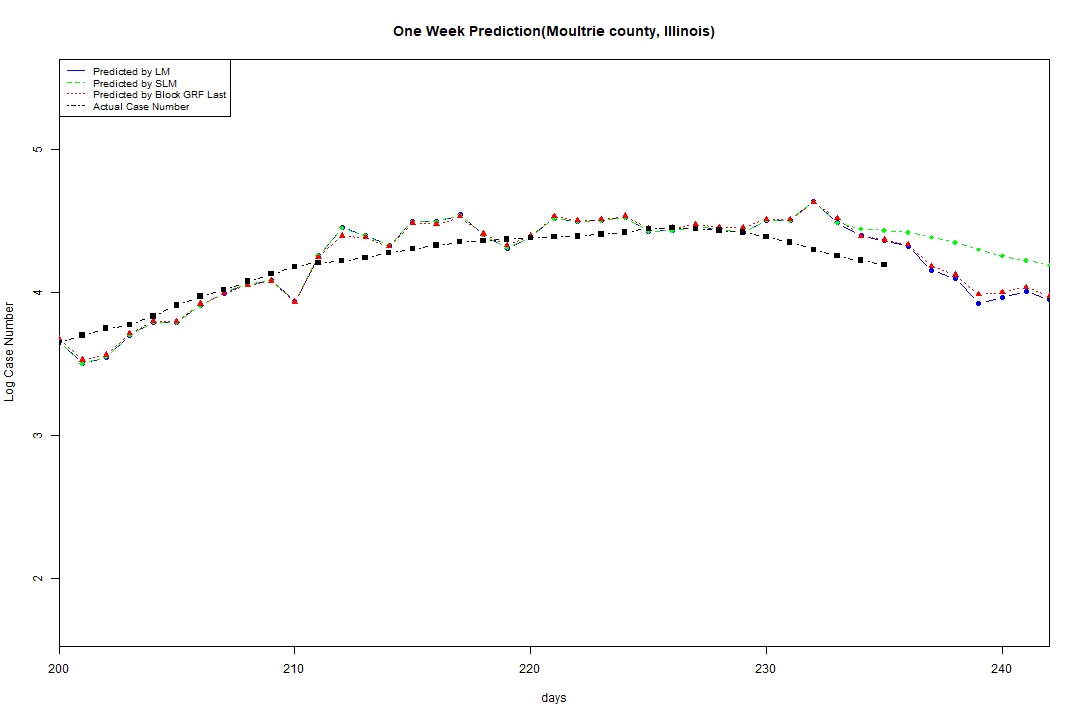 One Week Prediction(Moultrie county, Illinois)
Predicted by LM
Predicted by SLM
Predicted by Block GRF Last
Actual Case Number
5
4
3
2
Log Case Number
200 210 220 230 240
days